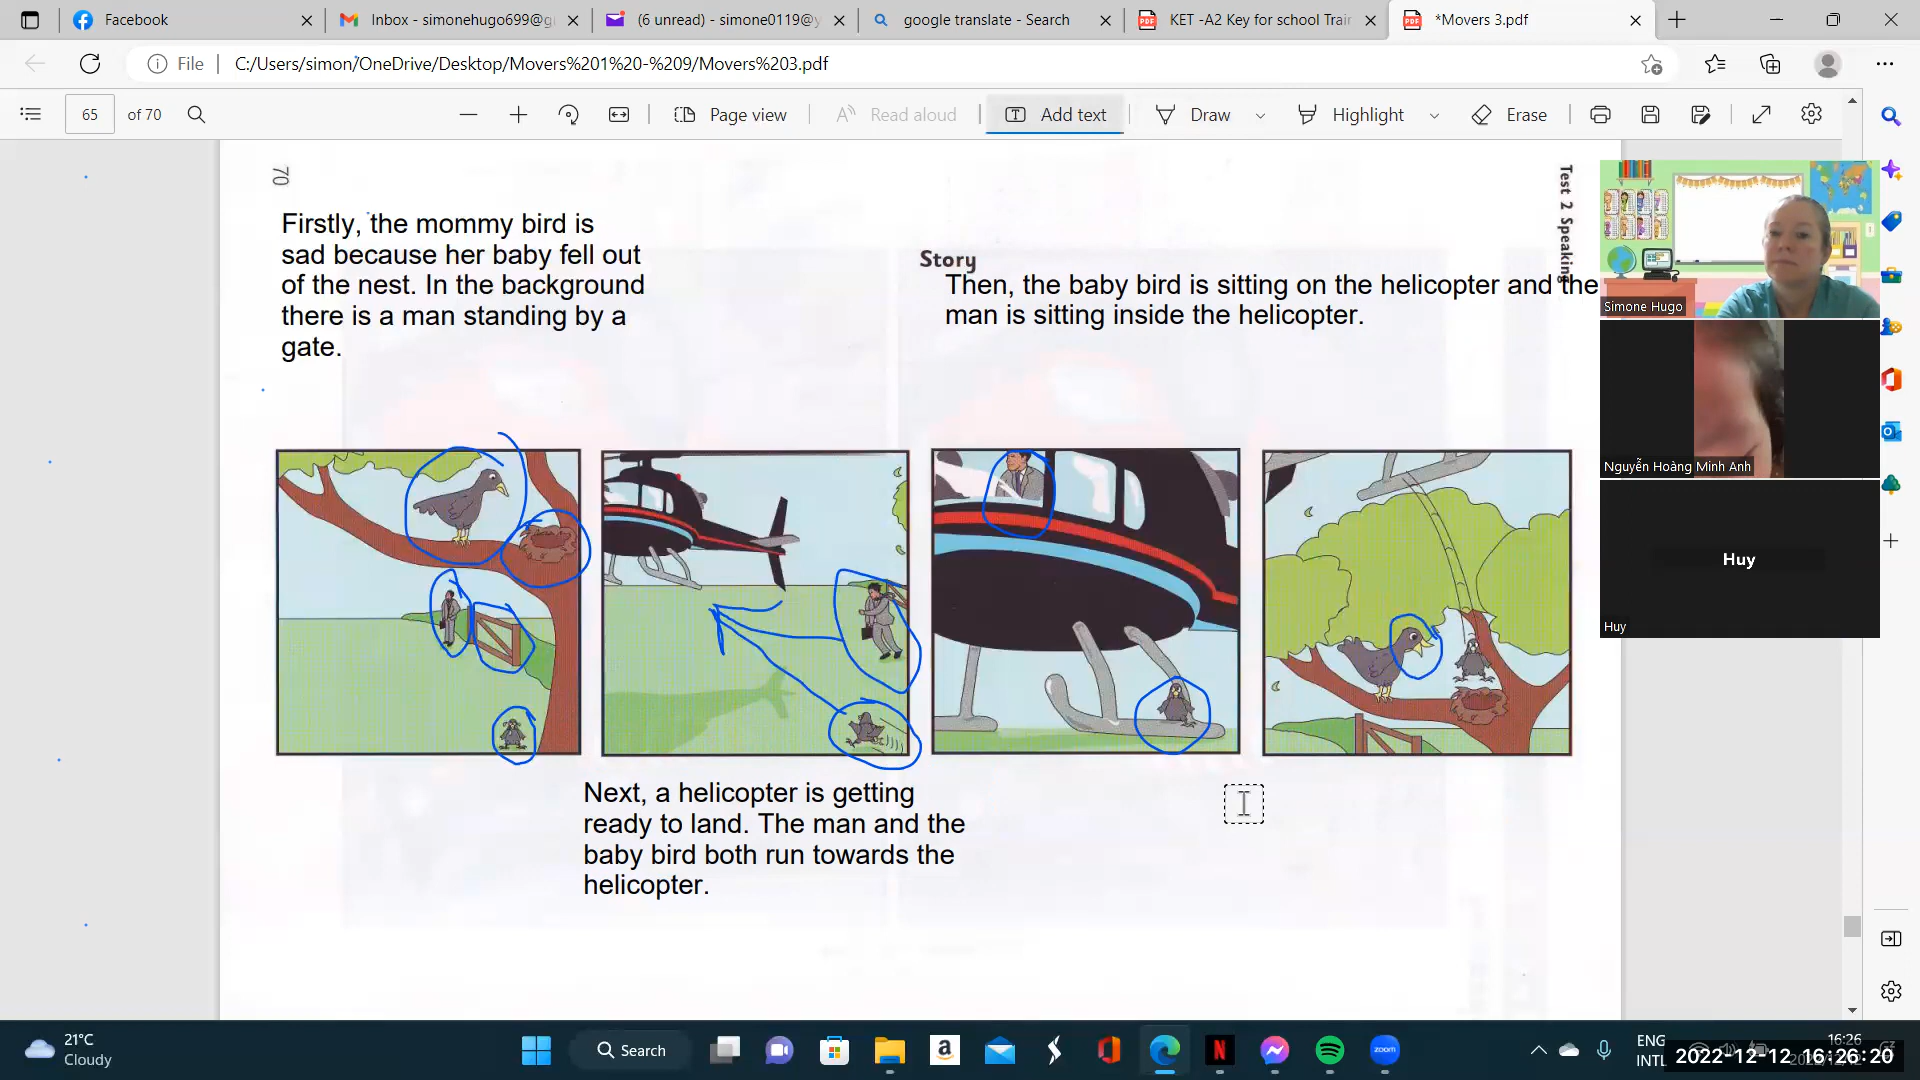 Facebook
Inbox - simonehugo699@g
(6 unread) - simone0119@y
google translate - Search
KET -A2 Key for school Trair
*Movers 3.pdf
File
C:/Users/simon/OneDrive/Desktop/Movers%201%20-%209/Movers%203.pdf
65
of 70
Page view
Read aloud
Add text
Draw
Highlight
Erase
70
Test 2 Speaking
Firstly, the mommy bird is
sad because her baby fell out
of the nest. In the background
there is a man standing by a
gate.
Story
Then, the baby bird is sitting on the helicopter and the
man is sitting inside the helicopter.
Next, a helicopter is getting
ready to land. The man and the
baby bird both run towards the
helicopter.
Simone Hugo
Nguyễn Hoàng Minh Anh
Huy
Huy
21°C
Cloudy
Search
zoom
ENG
INTL
16:26
2022-12-12 16:26:20